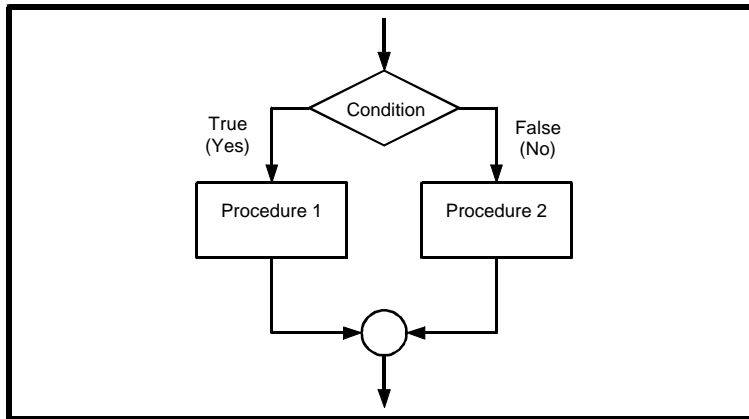 Condition
True
(Yes)
False
(No)
Procedure 1
Procedure 2